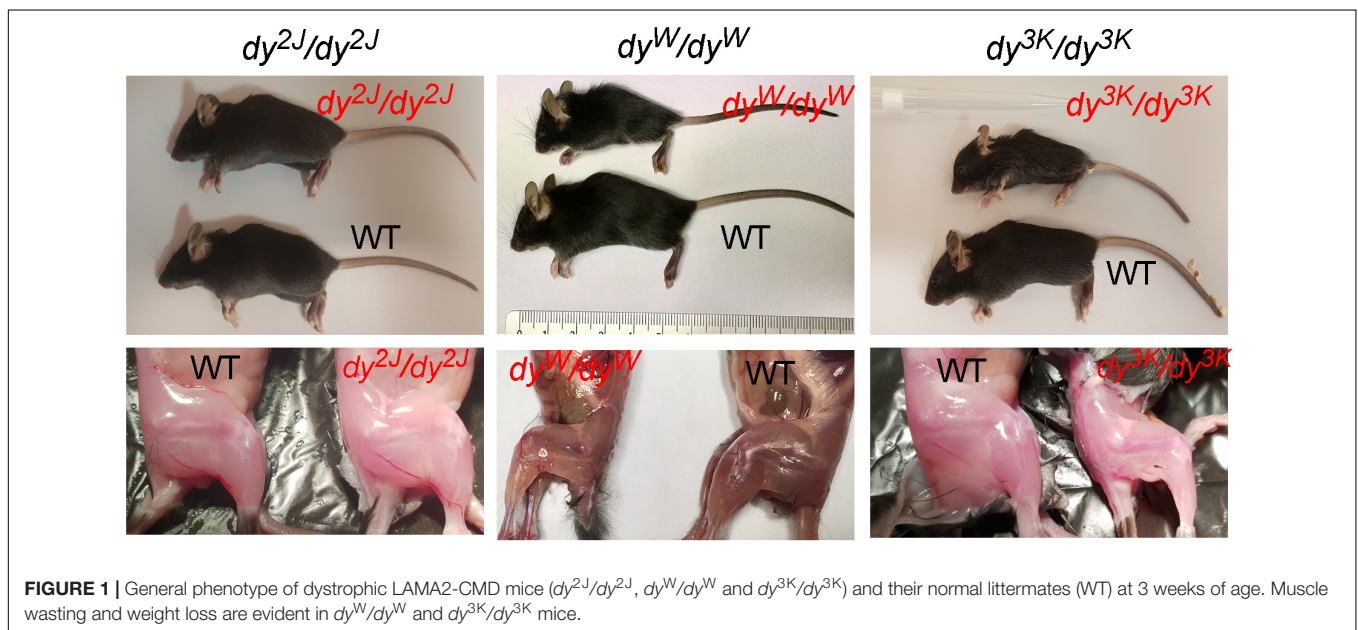 dy²ᴶ/dy²ᴶ
dyᵂ/dyᵂ
dy³ᴷ/dy³ᴷ
dy²ᴶ/dy²ᴶ
WT
dyᵂ/dyᵂ
WT
dy³ᴷ/dy³ᴷ
WT
WT
dy²ᴶ/dy²ᴶ
dyᵂ/dyᵂ
WT
WT
dy³ᴷ/dy³ᴷ
FIGURE 1 | General phenotype of dystrophic LAMA2-CMD mice (dy²ᴶ/dy²ᴶ, dyᵂ/dyᵂ and dy³ᴷ/dy³ᴷ) and their normal littermates (WT) at 3 weeks of age. Muscle
wasting and weight loss are evident in dyᵂ/dyᵂ and dy³ᴷ/dy³ᴷ mice.